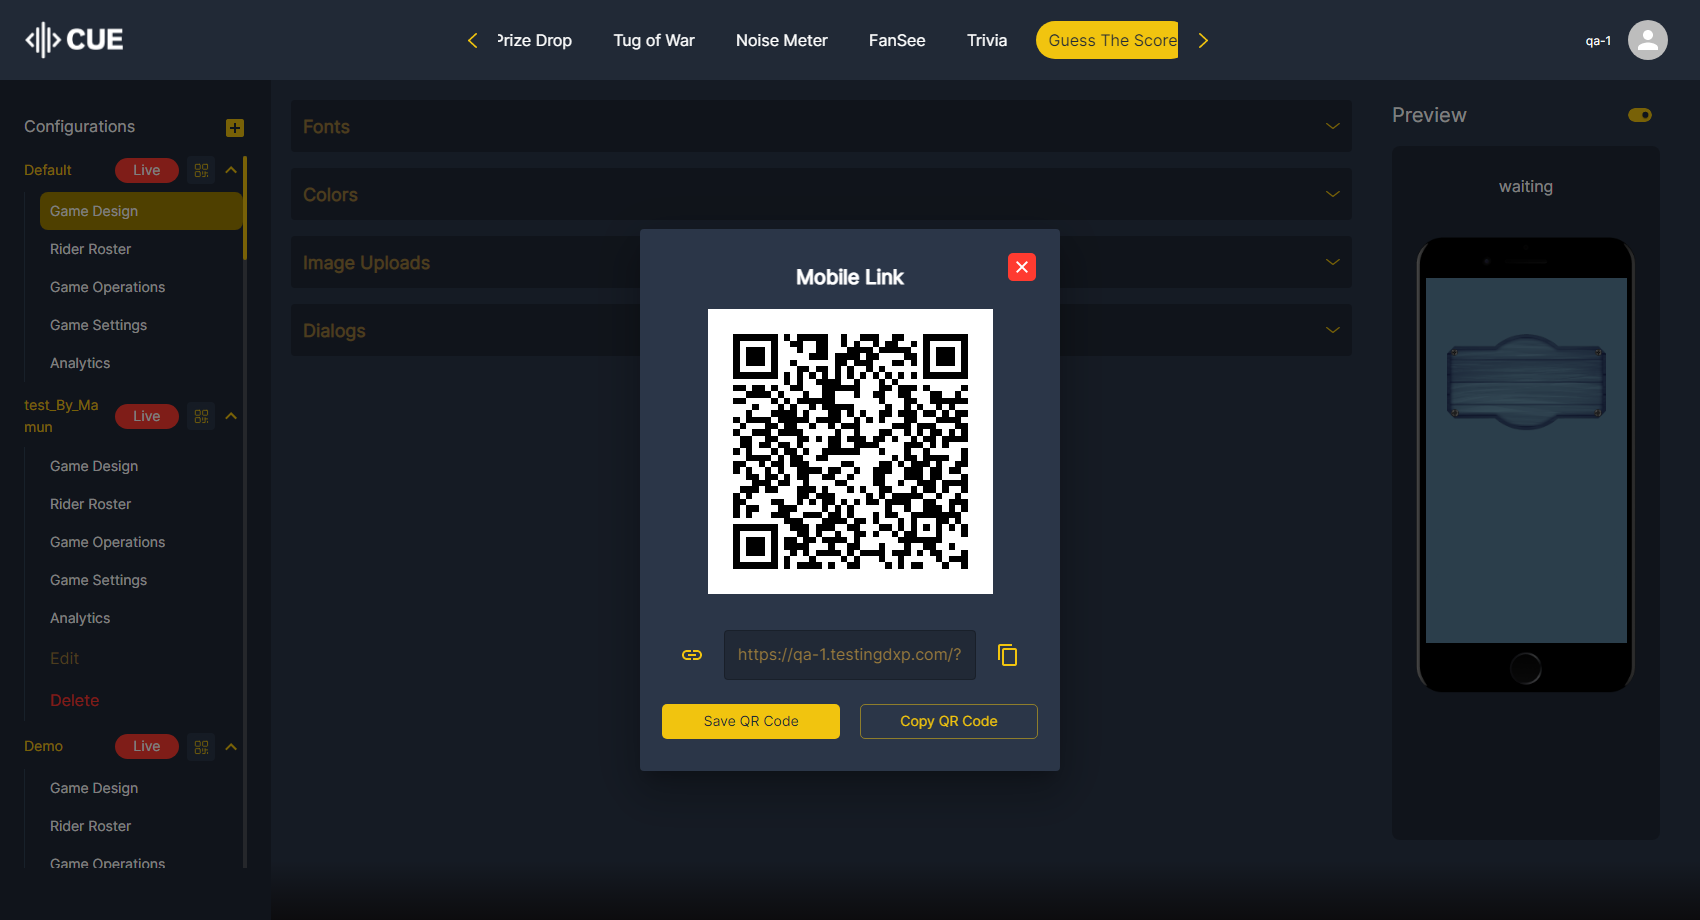 CUE
Prize Drop
Tug of War
Noise Meter
FanSee
Trivia
Guess The Score
qa-1
Configurations
Default
Live
Game Design
Rider Roster
Game Operations
Game Settings
Analytics
test_By_Ma
mun
Live
Game Design
Rider Roster
Game Operations
Game Settings
Analytics
Edit
Delete
Demo
Live
Game Design
Rider Roster
Game Operations
Fonts
Colors
Image Uploads
Dialogs
Mobile Link
https://qa-1.testingdxp.com/?
Save QR Code
Copy QR Code
Preview
waiting